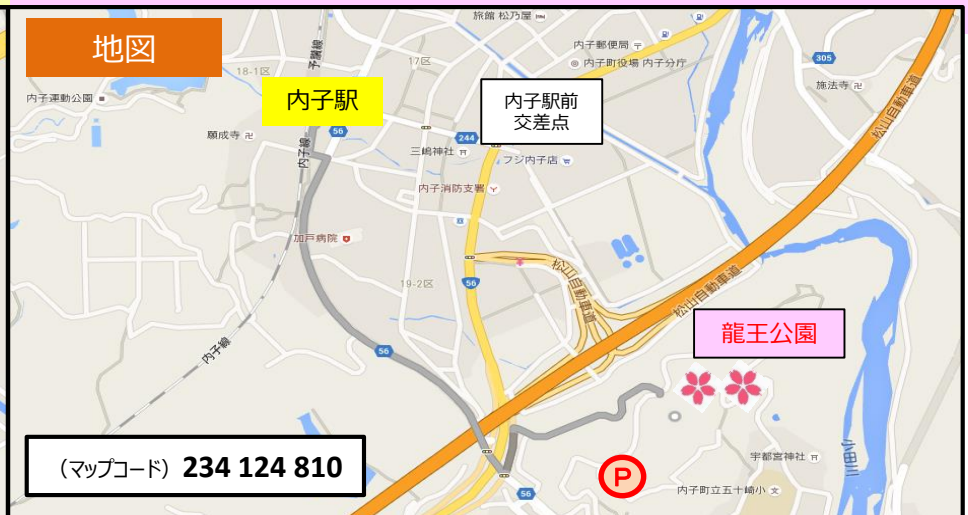 地図
旅館 松乃屋
内子郵便局
内子町役場 内子分庁
305
施法寺
予讃線
17区
18-1区
内子運動公園
内子駅
内子駅前
交差点
松山自動車道
56
244
願成寺
内子線
三嶋神社
フジ内子店
内子消防支署
加戸病院
19-2区
56
松山自動車道
松山自動車道
龍王公園
56
内子線
小田川
宇都宮神社
（マップコード）234 124 810
P
56
内子町立五十崎小